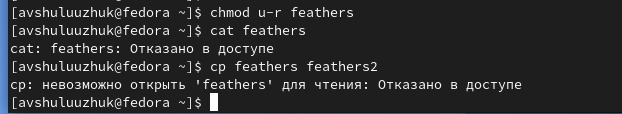 [avshuluuzhuk@fedora ~]$ chmod u-r feathers
[avshuluuzhuk@fedora ~]$ cat feathers
cat: feathers: Отказано в доступе
[avshuluuzhuk@fedora ~]$ cp feathers feathers2
cp: невозможно открыть 'feathers' для чтения: Отказано в доступе
[avshuluuzhuk@fedora ~]$